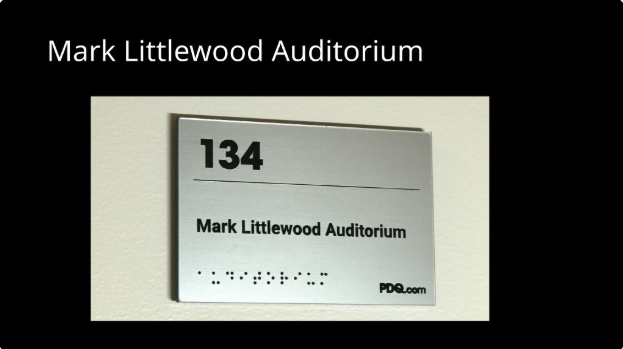 Mark Littlewood Auditorium
134
Mark Littlewood Auditorium
⠁⠥⠙⠊⠞⠕⠗⠊⠥⠍
PDQ.com